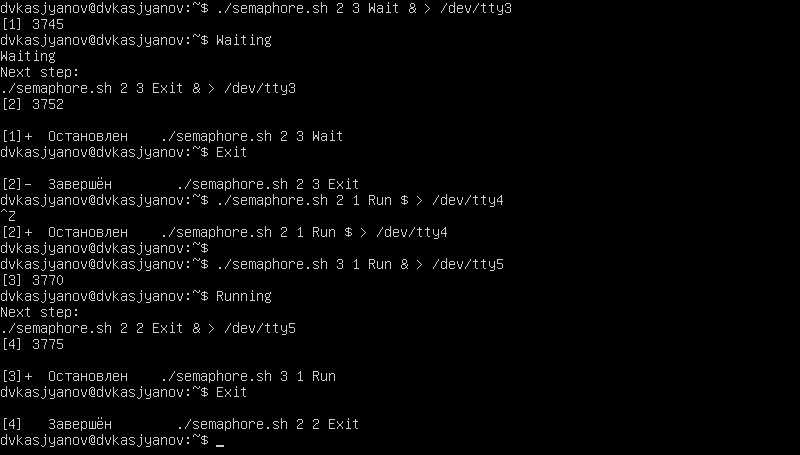 dvkasjyanov@dvkasjyanov:~$ ./semaphore.sh 2 3 Wait & > /dev/tty3
[1] 3745
dvkasjyanov@dvkasjyanov:~$ Waiting
Waiting
Next step:
./semaphore.sh 2 3 Exit & > /dev/tty3
[2] 3752
[1]+  Остановлен    ./semaphore.sh 2 3 Wait
dvkasjyanov@dvkasjyanov:~$ Exit
[2]-  Завершён        ./semaphore.sh 2 3 Exit
dvkasjyanov@dvkasjyanov:~$ ./semaphore.sh 2 1 Run $ > /dev/tty4
^Z
[2]+  Остановлен    ./semaphore.sh 2 1 Run $ > /dev/tty4
dvkasjyanov@dvkasjyanov:~$
dvkasjyanov@dvkasjyanov:~$ ./semaphore.sh 3 1 Run & > /dev/tty5
[3] 3770
dvkasjyanov@dvkasjyanov:~$ Running
Next step:
./semaphore.sh 2 2 Exit & > /dev/tty5
[4] 3775
[3]+  Остановлен    ./semaphore.sh 3 1 Run
dvkasjyanov@dvkasjyanov:~$ Exit
[4]   Завершён        ./semaphore.sh 2 2 Exit
dvkasjyanov@dvkasjyanov:~$ _